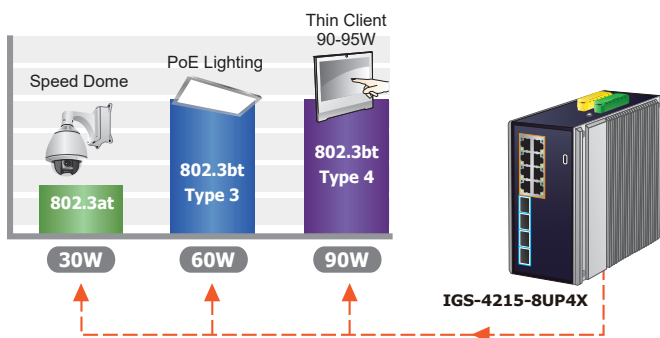 Thin Client
90-95W
PoE Lighting
Speed Dome
802.3at
802.3bt
Type 3
802.3bt
Type 4
30W
60W
90W
IGS-4215-8UP4X